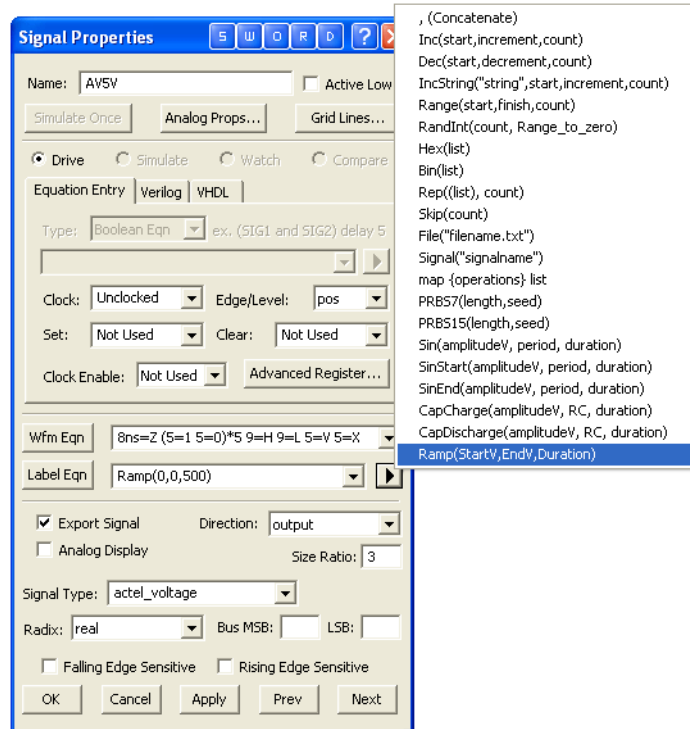 Signal Properties S W O R D ?
Name: AV5V Active Low
Simulate Once Analog Props... Grid Lines...
Drive Simulate Watch Compare
Equation Entry Verilog VHDL
Type: Boolean Eqn ex. (SIG1 and SIG2) delay 5
Clock: Unclocked Edge/Level: pos
Set: Not Used Clear: Not Used
Clock Enable: Not Used Advanced Register...
Wfm Eqn 8ns=Z (5=1 5=0)*5 9=H 9=L 5=V 5=X
Label Eqn Ramp(0,0,500)
Export Signal Direction: output
Analog Display Size Ratio: 3
Signal Type: actel_voltage
Radix: real Bus MSB: LSB:
Falling Edge Sensitive Rising Edge Sensitive
OK Cancel Apply Prev Next
, (Concatenate)
Inc(start,increment,count)
Dec(start,decrement,count)
IncString("string",start,increment,count)
Range(start,finish,count)
RandInt(count, Range_to_zero)
Hex(list)
Bin(list)
Rep((list), count)
Skip(count)
File("filename.txt")
Signal("signalname")
map {operations} list
PRBS7(length,seed)
PRBS15(length,seed)
Sin(amplitudeV, period, duration)
SinStart(amplitudeV, period, duration)
SinEnd(amplitudeV, period, duration)
CapCharge(amplitudeV, RC, duration)
CapDischarge(amplitudeV, RC, duration)
Ramp(StartV,EndV,Duration)